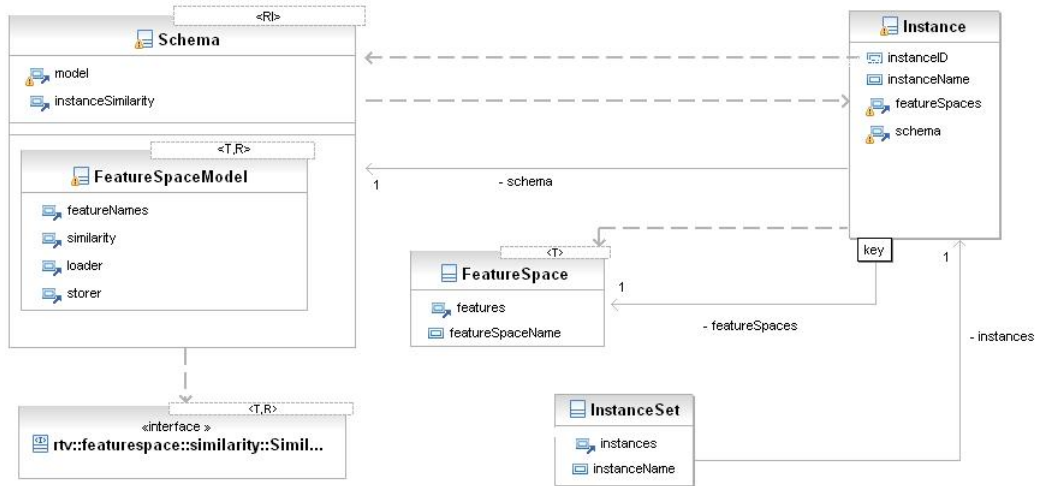 <RI>
Schema
model
instanceSimilarity
<T,R>
FeatureSpaceModel
featureNames
similarity
loader
storer
<T,R>
«interface »
rtv::featurespace::similarity::Simil...
Instance
instanceID
instanceName
featureSpaces
schema
1
- schema
key
1
<T>
FeatureSpace
features
featureSpaceName
1
- featureSpaces
- instances
InstanceSet
instances
instanceName